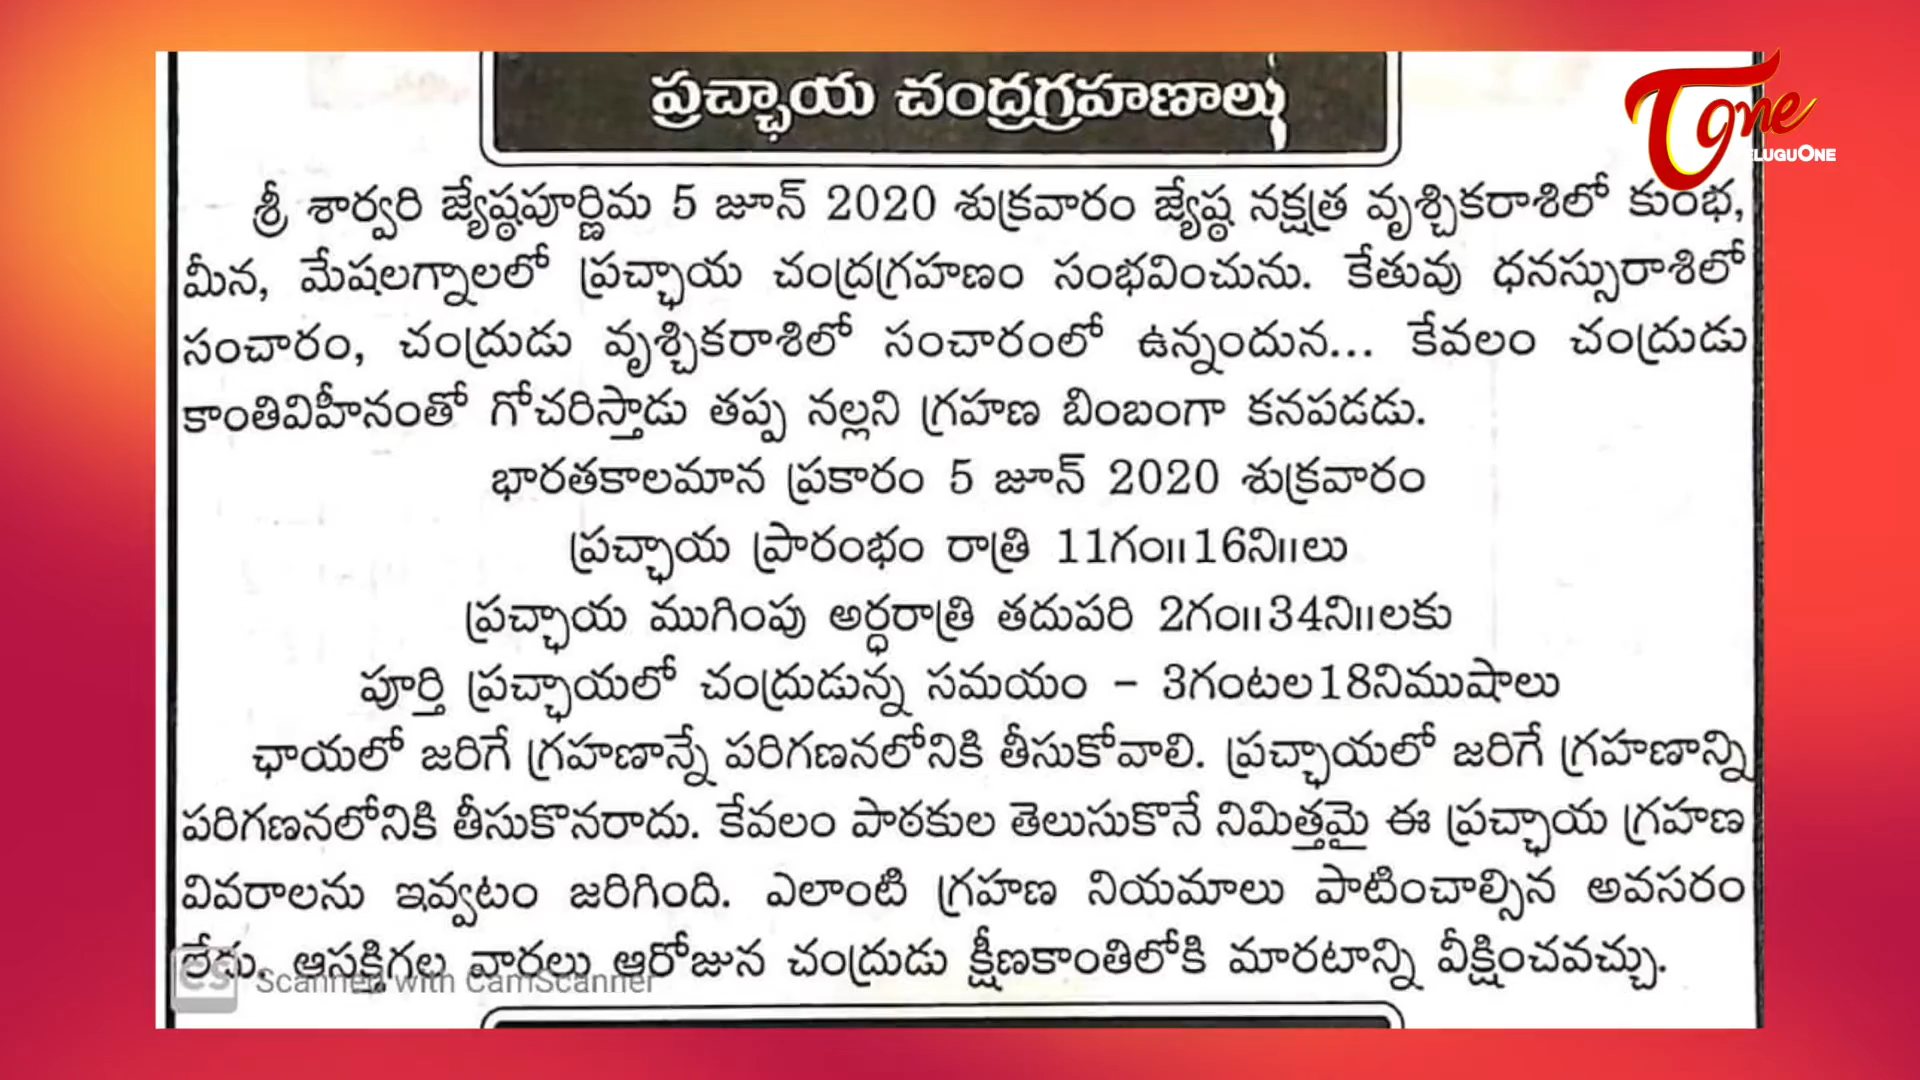 ప్రచ్ఛాయ చంద్రగ్రహణాలు
Tone
TELUGUONE
శ్రీ శార్వరి జ్యేష్ఠపూర్ణిమ 5 జూన్ 2020 శుక్రవారం జ్యేష్ఠ నక్షత్ర వృశ్చికరాశిలో కుంభ,
మీన, మేషలగ్నాలలో ప్రచ్ఛాయ చంద్రగ్రహణం సంభవించును. కేతువు ధనస్సురాశిలో
సంచారం, చంద్రుడు వృశ్చికరాశిలో సంచారంలో ఉన్నందున... కేవలం చంద్రుడు
కాంతివిహీనంతో గోచరిస్తాడు తప్ప నల్లని గ్రహణ బింబంగా కనపడడు.
భారతకాలమాన ప్రకారం 5 జూన్ 2020 శుక్రవారం
ప్రచ్ఛాయ ప్రారంభం రాత్రి 11గం॥16ని॥లు
ప్రచ్ఛాయ ముగింపు అర్ధరాత్రి తదుపరి 2గం॥34ని॥లకు
పూర్తి ప్రచ్ఛాయలో చంద్రుడున్న సమయం - 3గంటల18నిముషాలు
ఛాయలో జరిగే గ్రహణాన్నే పరిగణనలోనికి తీసుకోవాలి. ప్రచ్ఛాయలో జరిగే గ్రహణాన్ని
పరిగణనలోనికి తీసుకొనరాదు. కేవలం పాఠకుల తెలుసుకొనే నిమిత్తమై ఈ ప్రచ్ఛాయ గ్రహణ
వివరాలను ఇవ్వటం జరిగింది. ఎలాంటి గ్రహణ నియమాలు పాటించాల్సిన అవసరం
లేదు. ఆసక్తిగల వారలు ఆరోజున చంద్రుడు క్షీణకాంతిలోకి మారటాన్ని వీక్షించవచ్చు.
CS Scanned with CamScanner